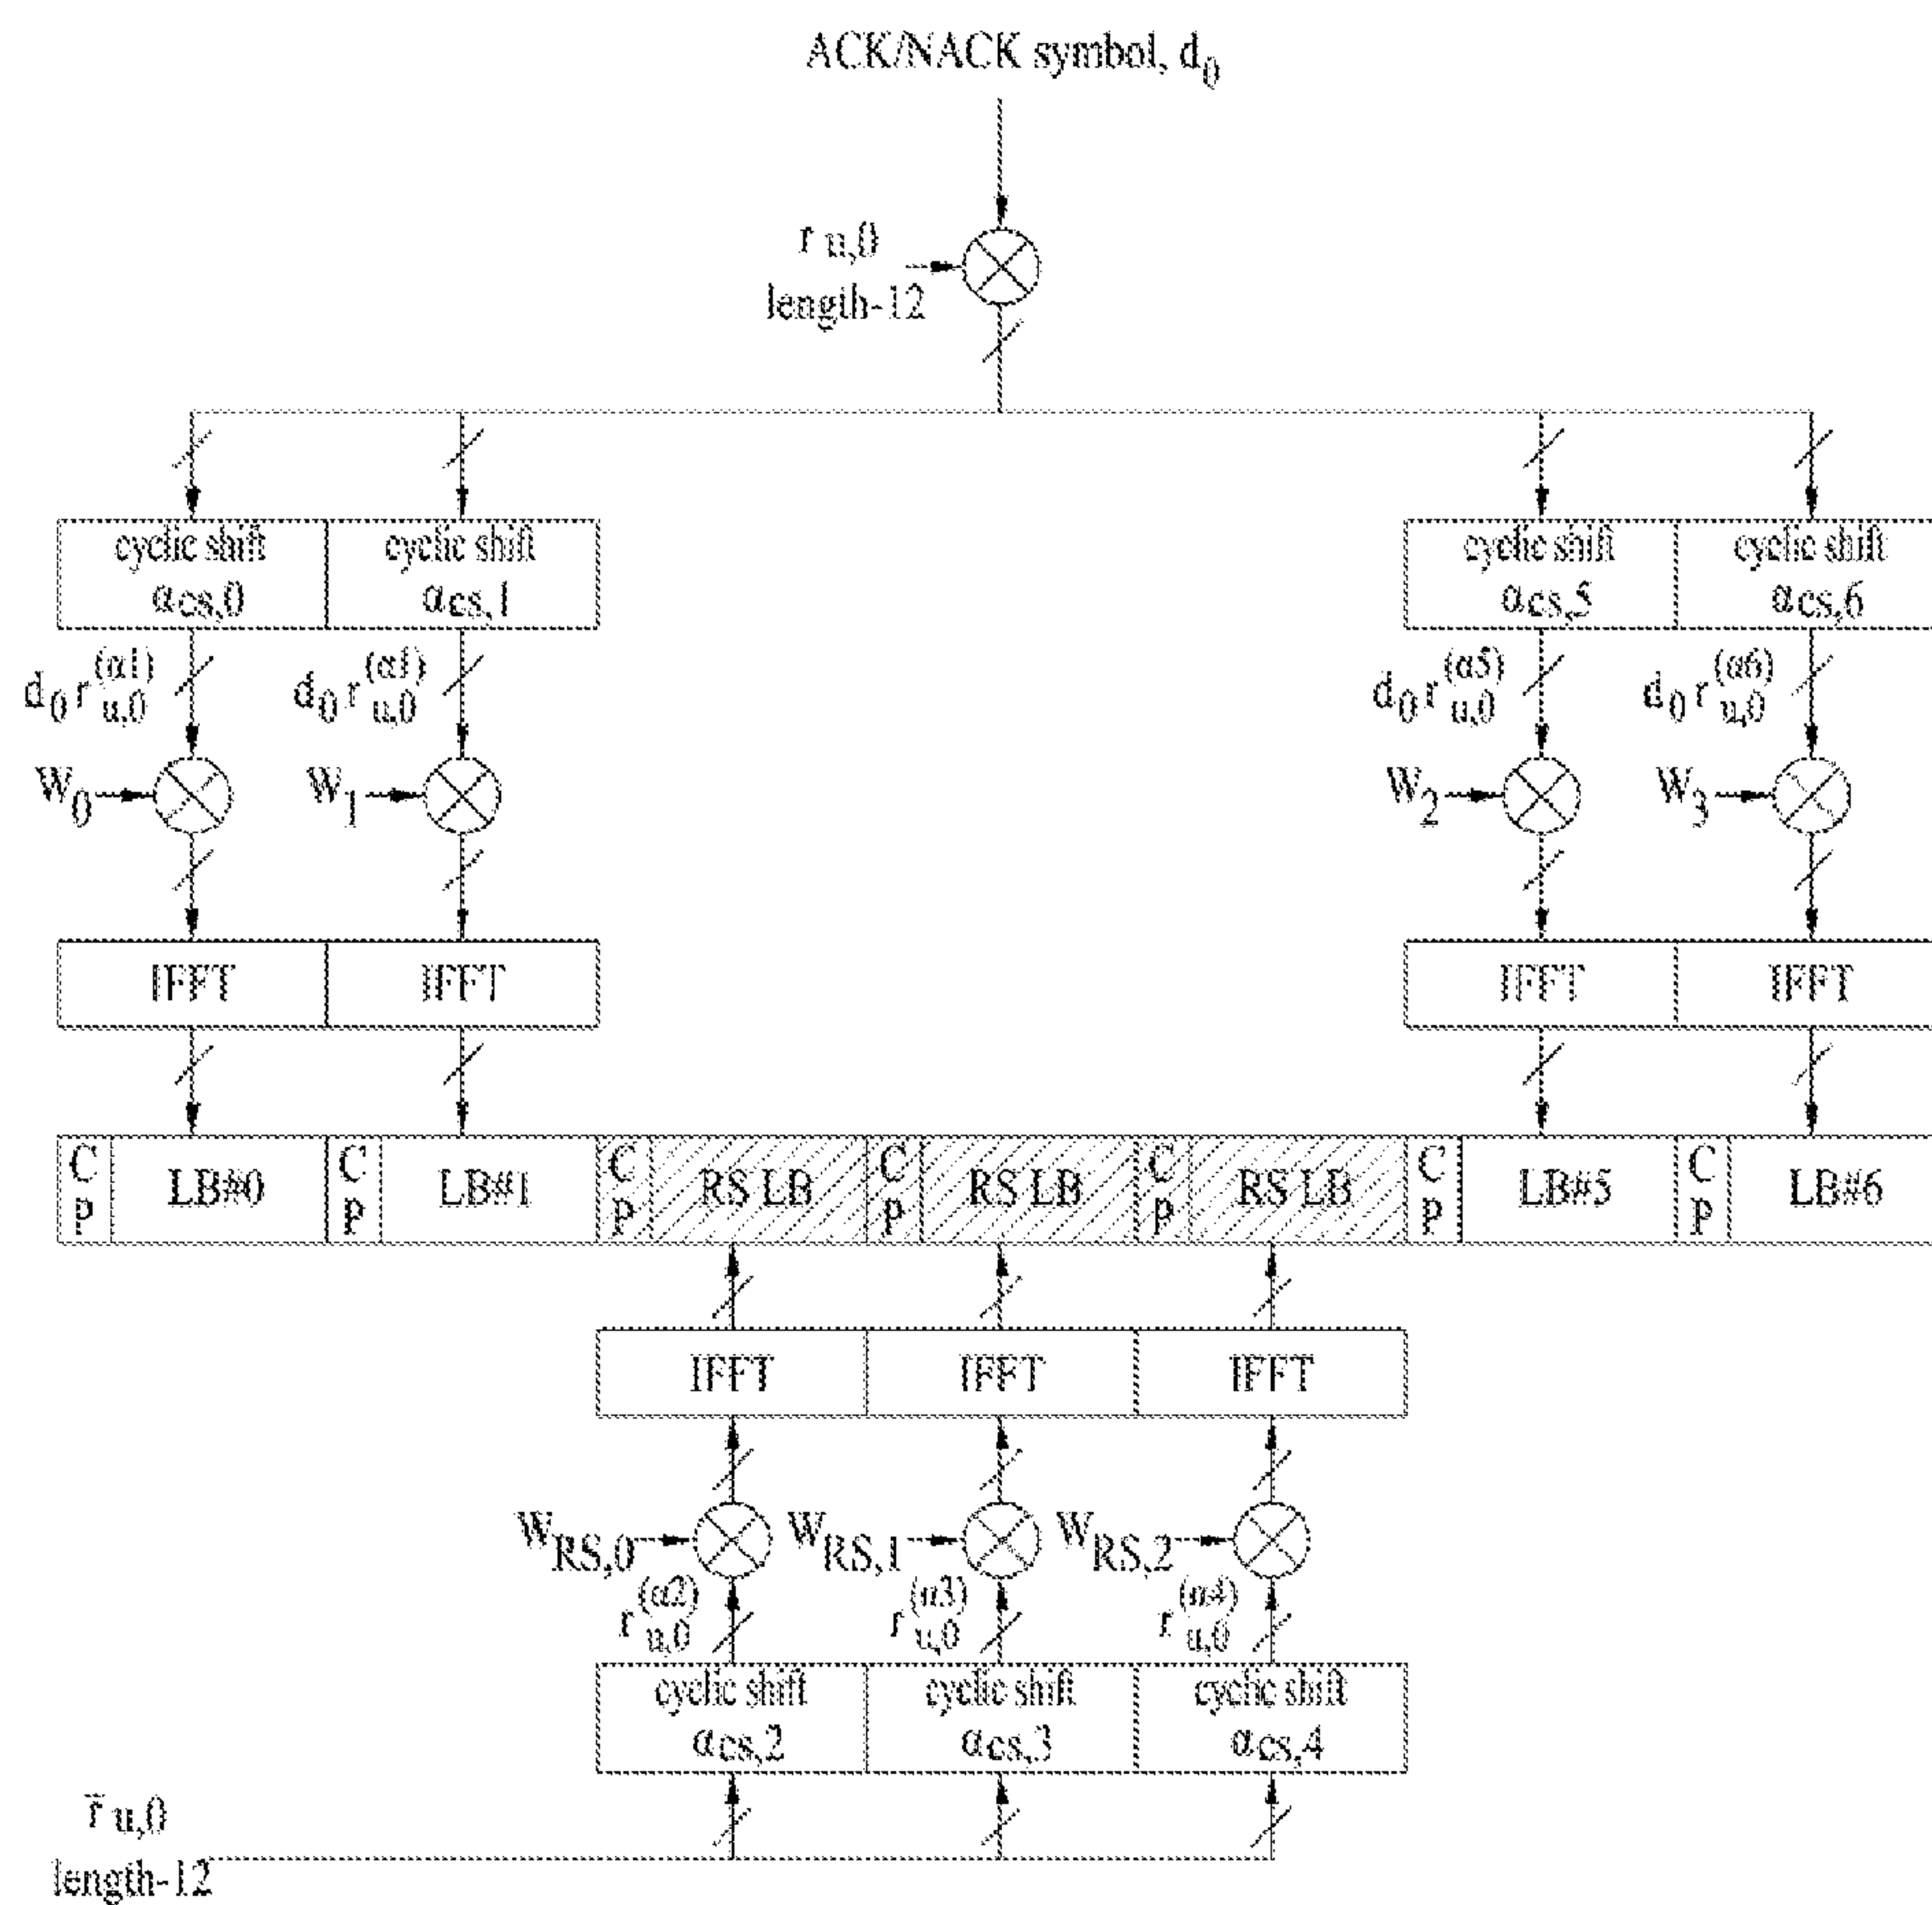 ACK/NACK symbol, d0
r u,0
length-12
cyclic shift
αcs,0
cyclic shift
αcs,1
cyclic shift
αcs,5
cyclic shift
αcs,6
d0 r u,0 (α1)
d0 r u,0 (α1)
d0 r u,0 (α5)
d0 r u,0 (α6)
W0
W1
W2
W3
IFFT
IFFT
IFFT
IFFT
CP
LB#0
CP
LB#1
CP
RS LB
CP
RS LB
CP
RS LB
CP
LB#5
CP
LB#6
IFFT
IFFT
IFFT
WRS,0
WRS,1
WRS,2
r u,0 (α2)
r u,0 (α3)
r u,0 (α4)
cyclic shift
αcs,2
cyclic shift
αcs,3
cyclic shift
αcs,4
r̄ u,0
length-12